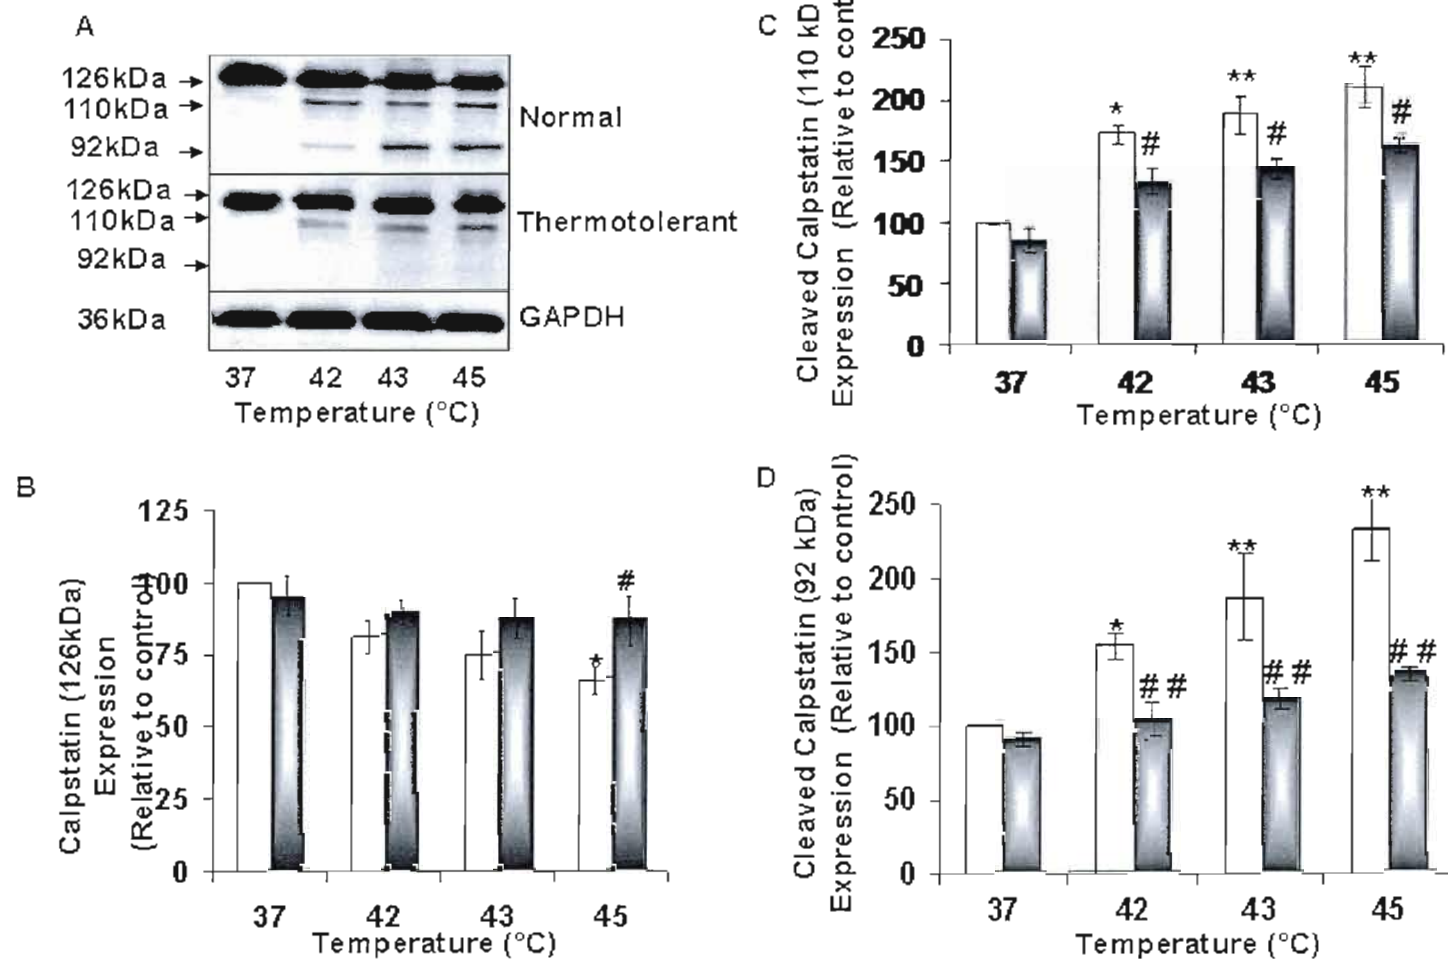 A
126kDa
110kDa
92kDa
Normal
126kDa
110kDa
92kDa
Thermotolerant
36kDa
GAPDH
37 42 43 45
Temperature (°C)
B
Calpstatin (126kDa)
Expression
(Relative to control)
125
100
75
50
25
0
*
#
37 42 43 45
Temperature (°C)
C
Cleaved Calpstatin (110 kD
Expression (Relative to cont
250
200
150
100
50
0
*
#
**
#
**
#
37 42 43 45
Temperature (°C)
D
Cleaved Calpstatin (92 kDa)
Expression (Relative to control)
250
200
150
100
50
0
*
# #
**
# #
**
# #
37 42 43 45
Temperature (°C)